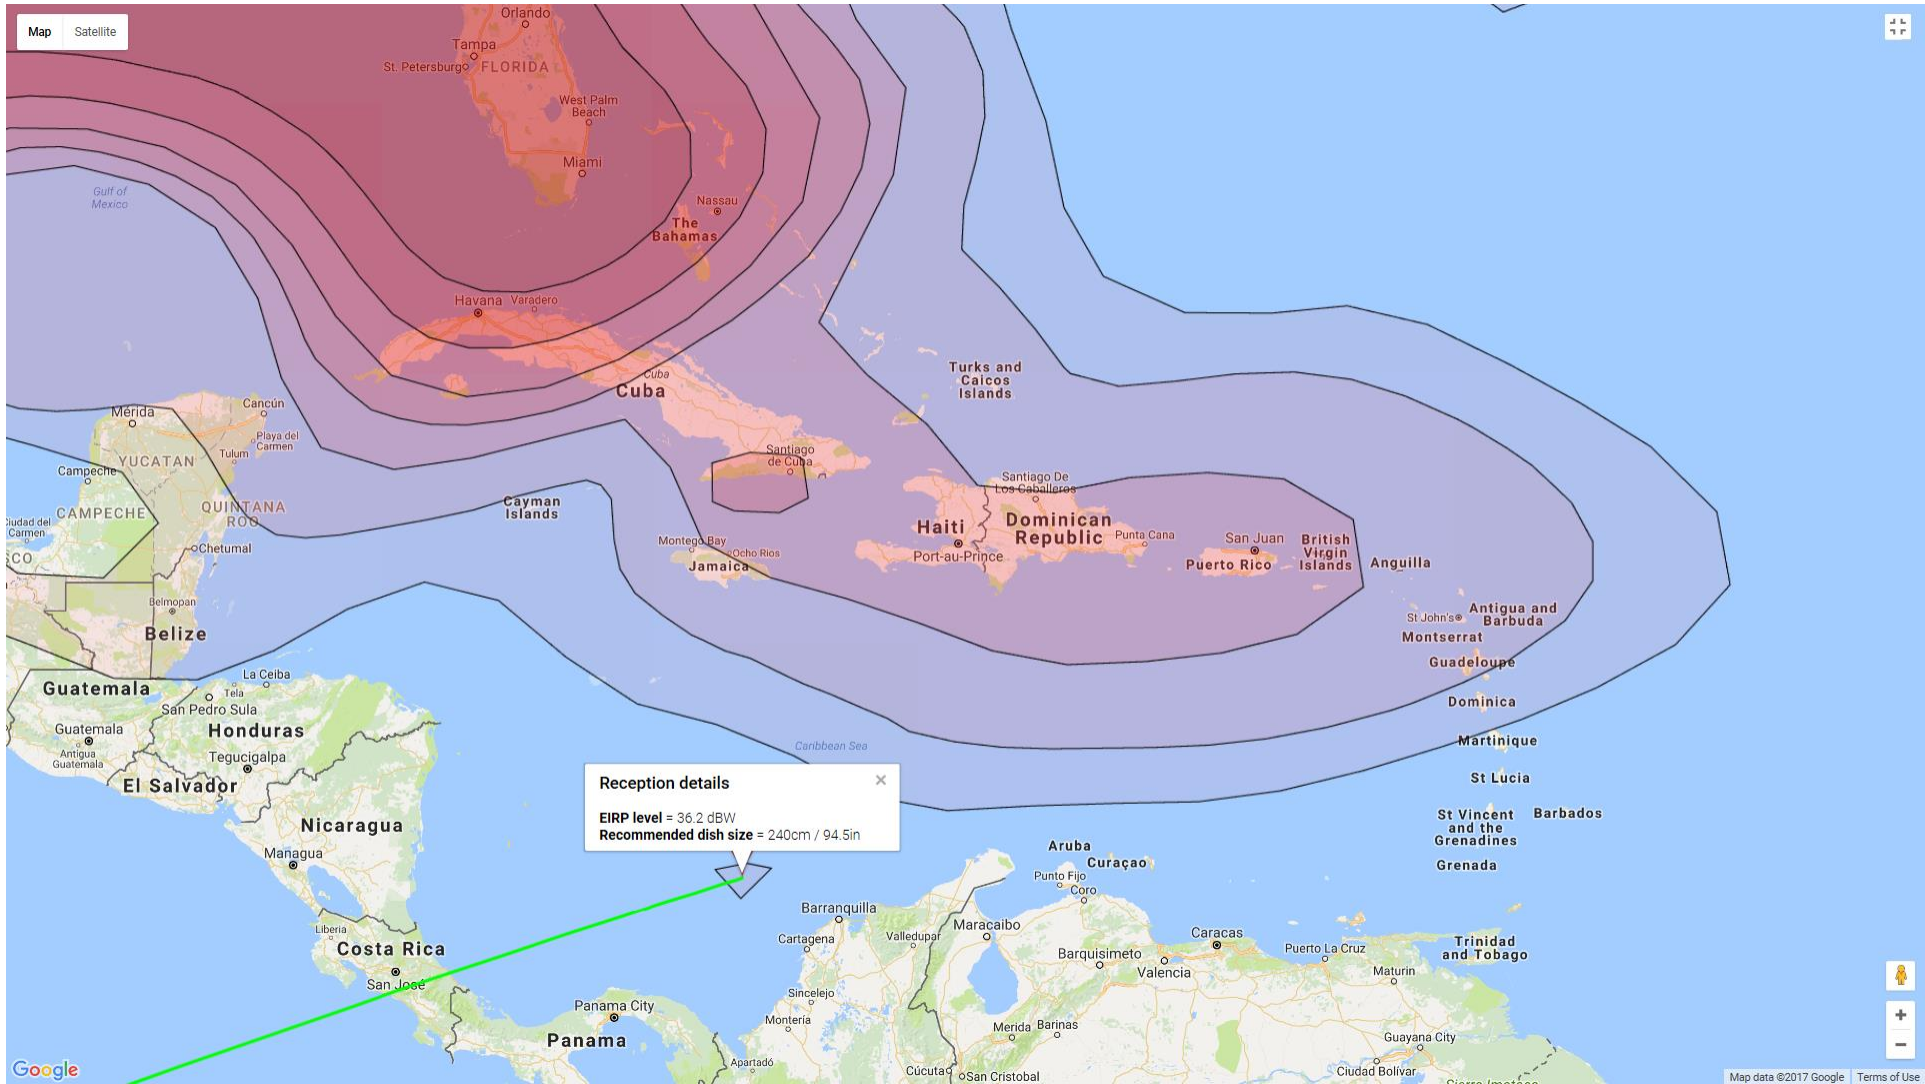 Map
Satellite
Orlando
Tampa
St. Petersburg
FLORIDA
West Palm
Beach
Miami
Gulf of
Mexico
Nassau
The
Bahamas
Havana
Varadero
Cuba
Cuba
Turks and
Caicos
Islands
Mérida
Cancún
Playa del
Carmen
Tulum
YUCATAN
Campeche
CAMPECHE
QUINTANA
ROO
Ciudad del
Carmen
SCO
Chetumal
Santiago
de Cuba
Cayman
Islands
Santiago De
Los Caballeros
Haiti
Dominican
Republic
Punta Cana
Port-au-Prince
San Juan
Puerto Rico
British
Virgin
Islands
Anguilla
Montego Bay
Ocho Rios
Jamaica
St John's
Antigua and
Barbuda
Montserrat
Guadeloupe
Dominica
Martinique
St Lucia
St Vincent
and the
Grenadines
Barbados
Grenada
Belmopan
Belize
La Ceiba
Tela
San Pedro Sula
Guatemala
Guatemala
Antigua
Guatemala
Honduras
Tegucigalpa
El Salvador
Nicaragua
Managua
Caribbean Sea
Reception details
×
EIRP level = 36.2 dBW
Recommended dish size = 240cm / 94.5in
Aruba
Curaçao
Punto Fijo
Coro
Barranquilla
Cartagena
Valledupar
Maracaibo
Barquisimeto
Valencia
Caracas
Puerto La Cruz
Maturin
Trinidad
and Tobago
Liberia
Costa Rica
San José
Panama City
Panama
Sincelejo
Montería
Apartadó
Merida
Barinas
Cúcuta
San Cristobal
Guayana City
Ciudad Bolívar
Google
Map data ©2017 Google
Terms of Use